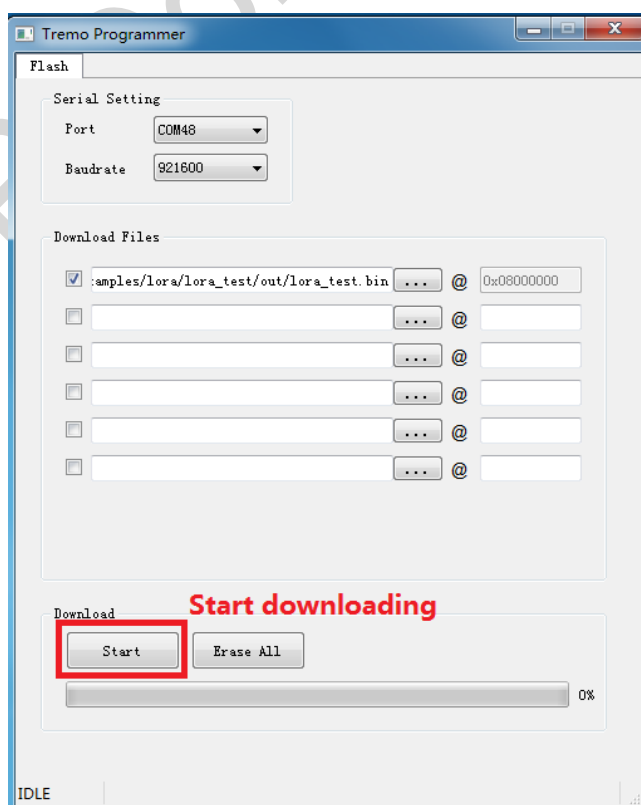 Tremo Programmer
Flash
Serial Setting
Port COM48
Baudrate 921600
Download Files
:amples/lora/lora_test/out/lora_test.bin ... @ 0x08000000
... @
... @
... @
... @
... @
Start downloading
Download
Start Erase All
0%
IDLE